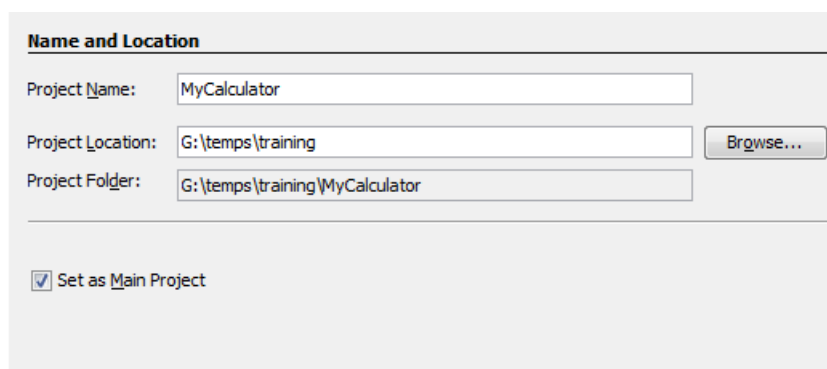 Name and Location
Project Name: MyCalculator
Project Location: G:\temps\training Browse...
Project Folder: G:\temps\training\MyCalculator
Set as Main Project